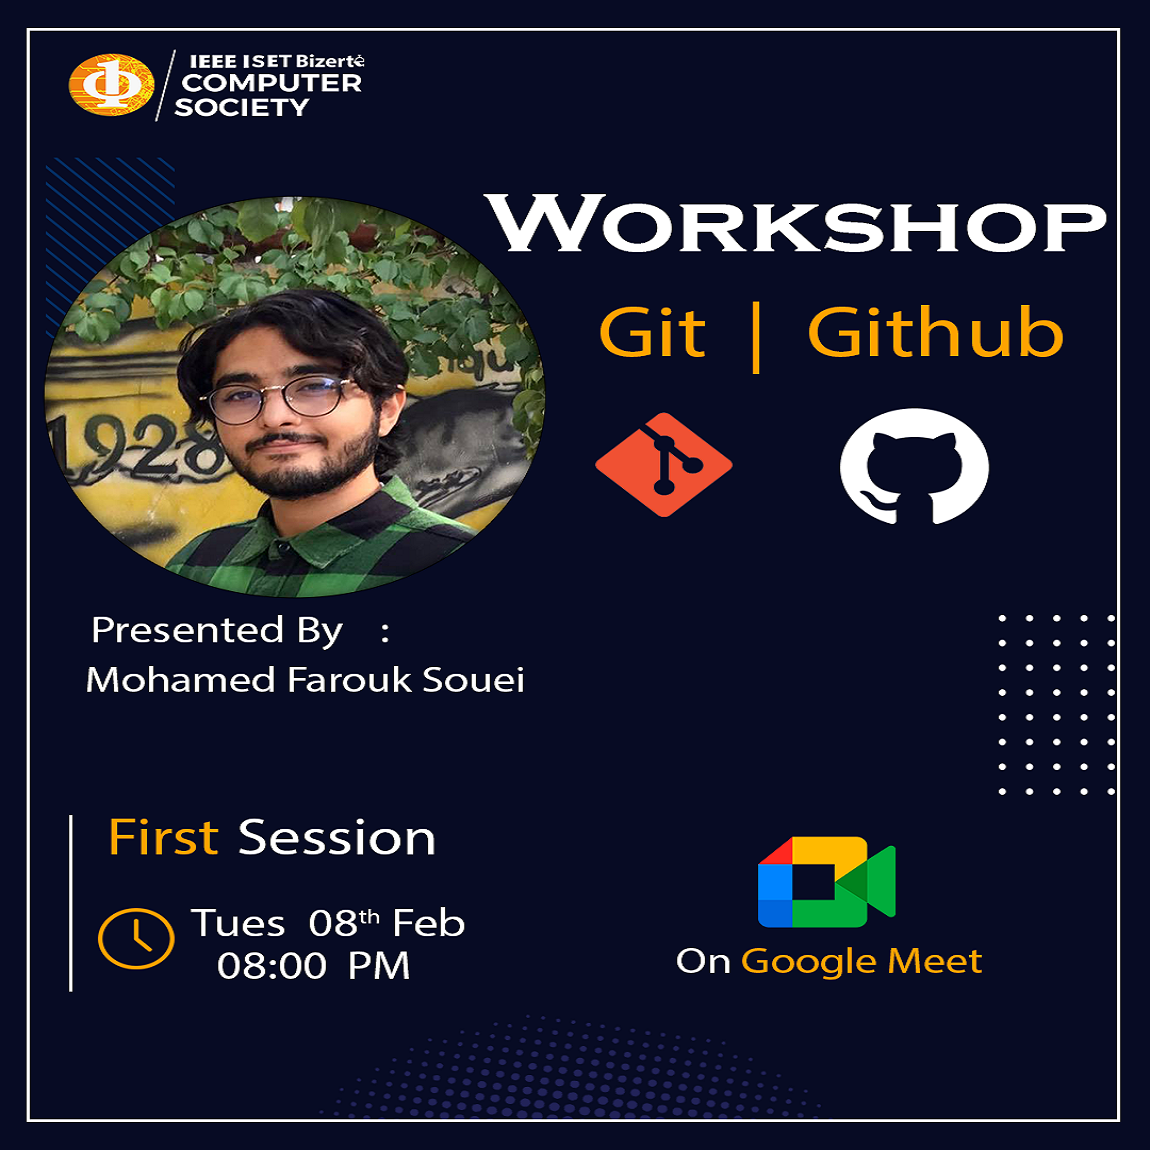 IEEE ISET Bizerte
COMPUTER
SOCIETY
WORKSHOP
Git | Github
1928
Presented By :
Mohamed Farouk Souei
First Session
Tues 08th Feb
08:00 PM
On Google Meet